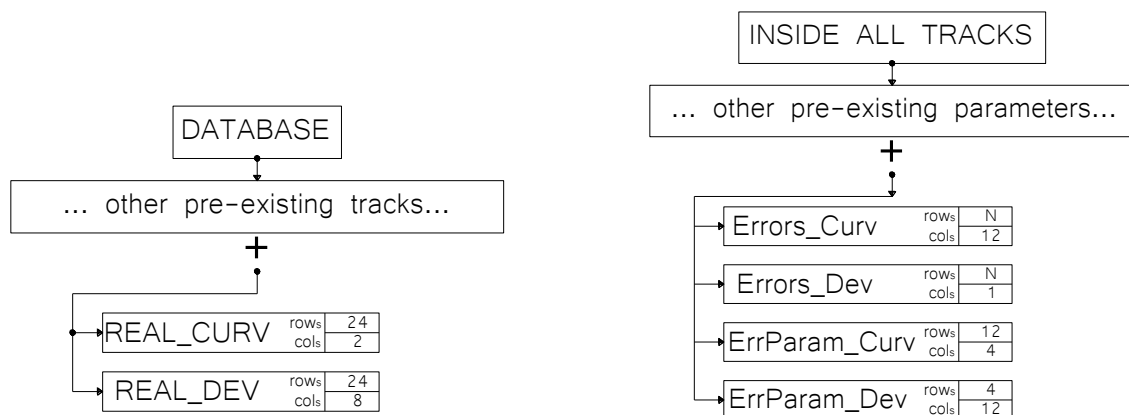 DATABASE
... other pre-existing tracks...
+
REAL_CURV rows 24
cols 2
REAL_DEV rows 24
cols 8
INSIDE ALL TRACKS
... other pre-existing parameters...
+
Errors_Curv rows N
cols 12
Errors_Dev rows N
cols 1
ErrParam_Curv rows 12
cols 4
ErrParam_Dev rows 4
cols 12